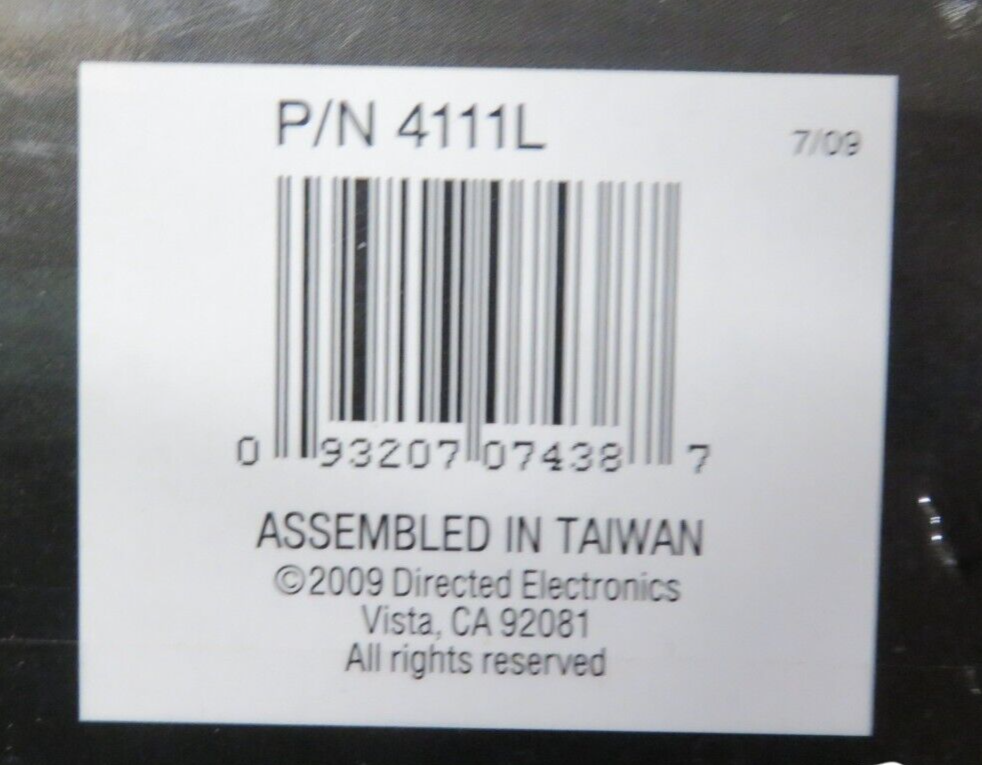 P/N 4111L
7/09
0 93207 07438 7
ASSEMBLED IN TAIWAN
©2009 Directed Electronics
Vista, CA 92081
All rights reserved